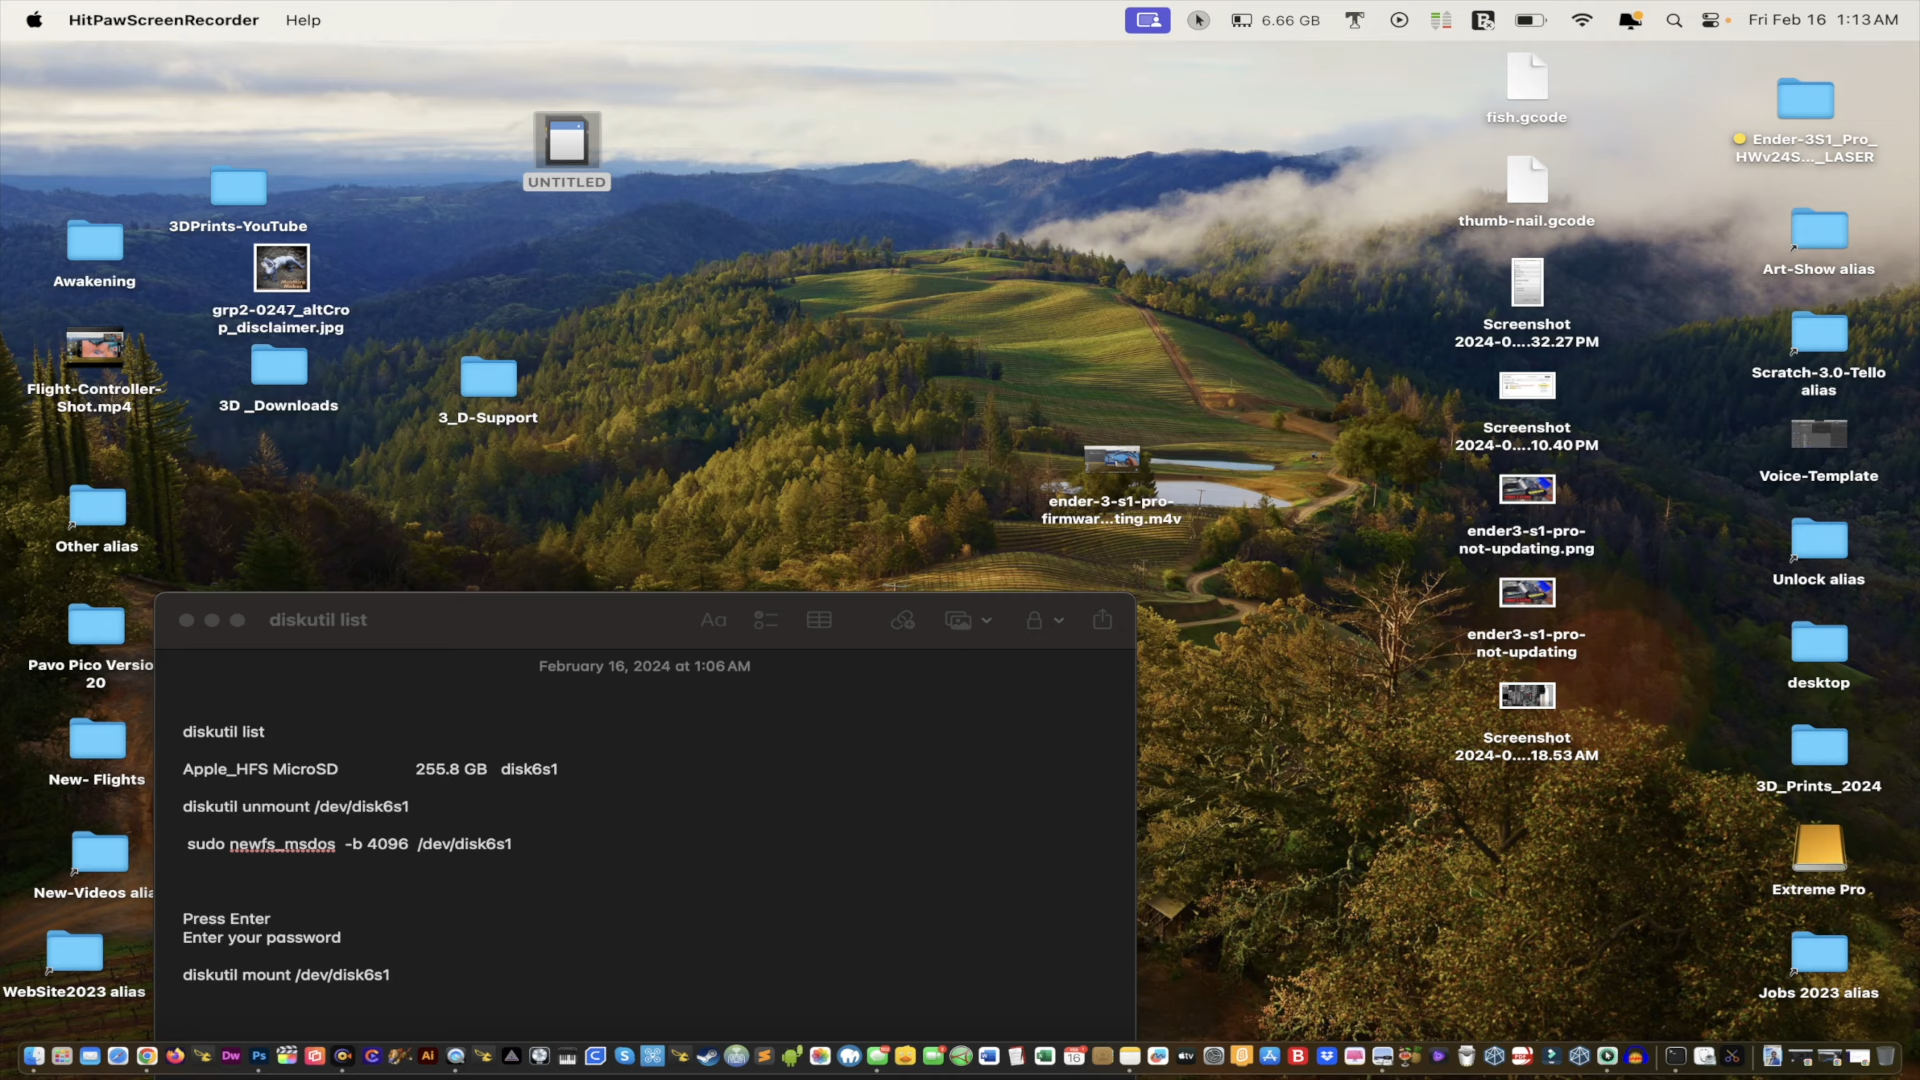 HitPawScreenRecorder Help 6.66 GB Fri Feb 16 1:13 AM
UNTITLED
3DPrints-YouTube
Awakening
grp2-0247_altCro
p_disclaimer.jpg
Flight-Controller-
Shot.mp4
3D _Downloads
3_D-Support
Other alias
Pavo Pico Versio
20
New- Flights
New-Videos alia
WebSite2023 alias
ender-3-s1-pro-
firmwar...ting.m4v
fish.gcode
thumb-nail.gcode
Screenshot
2024-0....32.27 PM
Screenshot
2024-0....10.40 PM
ender3-s1-pro-
not-updating.png
ender3-s1-pro-
not-updating
Screenshot
2024-0....18.53 AM
Ender-3S1_Pro_
HWv24S..._LASER
Art-Show alias
Scratch-3.0-Tello
alias
Voice-Template
Unlock alias
desktop
3D_Prints_2024
Extreme Pro
Jobs 2023 alias
diskutil list
Aa
February 16, 2024 at 1:06 AM
diskutil list
Apple_HFS MicroSD 255.8 GB disk6s1
diskutil unmount /dev/disk6s1
sudo newfs_msdos -b 4096 /dev/disk6s1
Press Enter
Enter your password
diskutil mount /dev/disk6s1
Dw Ps Ai 16